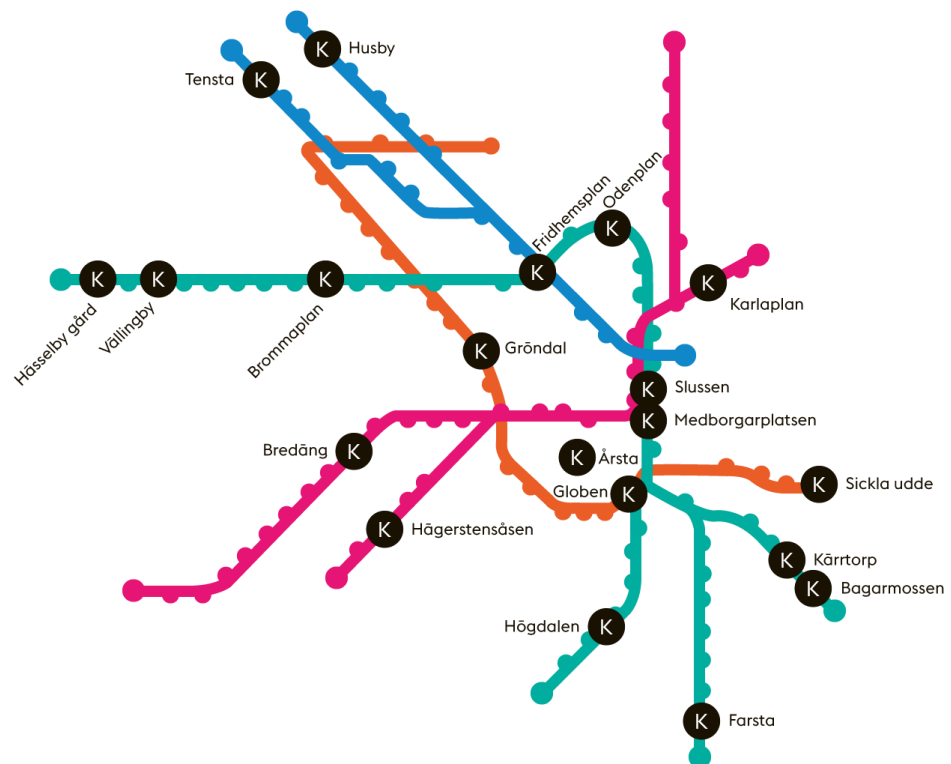 K Husby
Tensta K
Fridhemsplan
Odenplan
K
K
K K K
K Karlaplan
Hässelby gård
Vällingby
Brommaplan
K Gröndal
K Slussen
K Medborgarplatsen
Bredäng K
K Årsta
Globen K
K Sickla udde
K Hägerstensåsen
K Kärrtorp
K Bagarmossen
Högdalen K
K Farsta